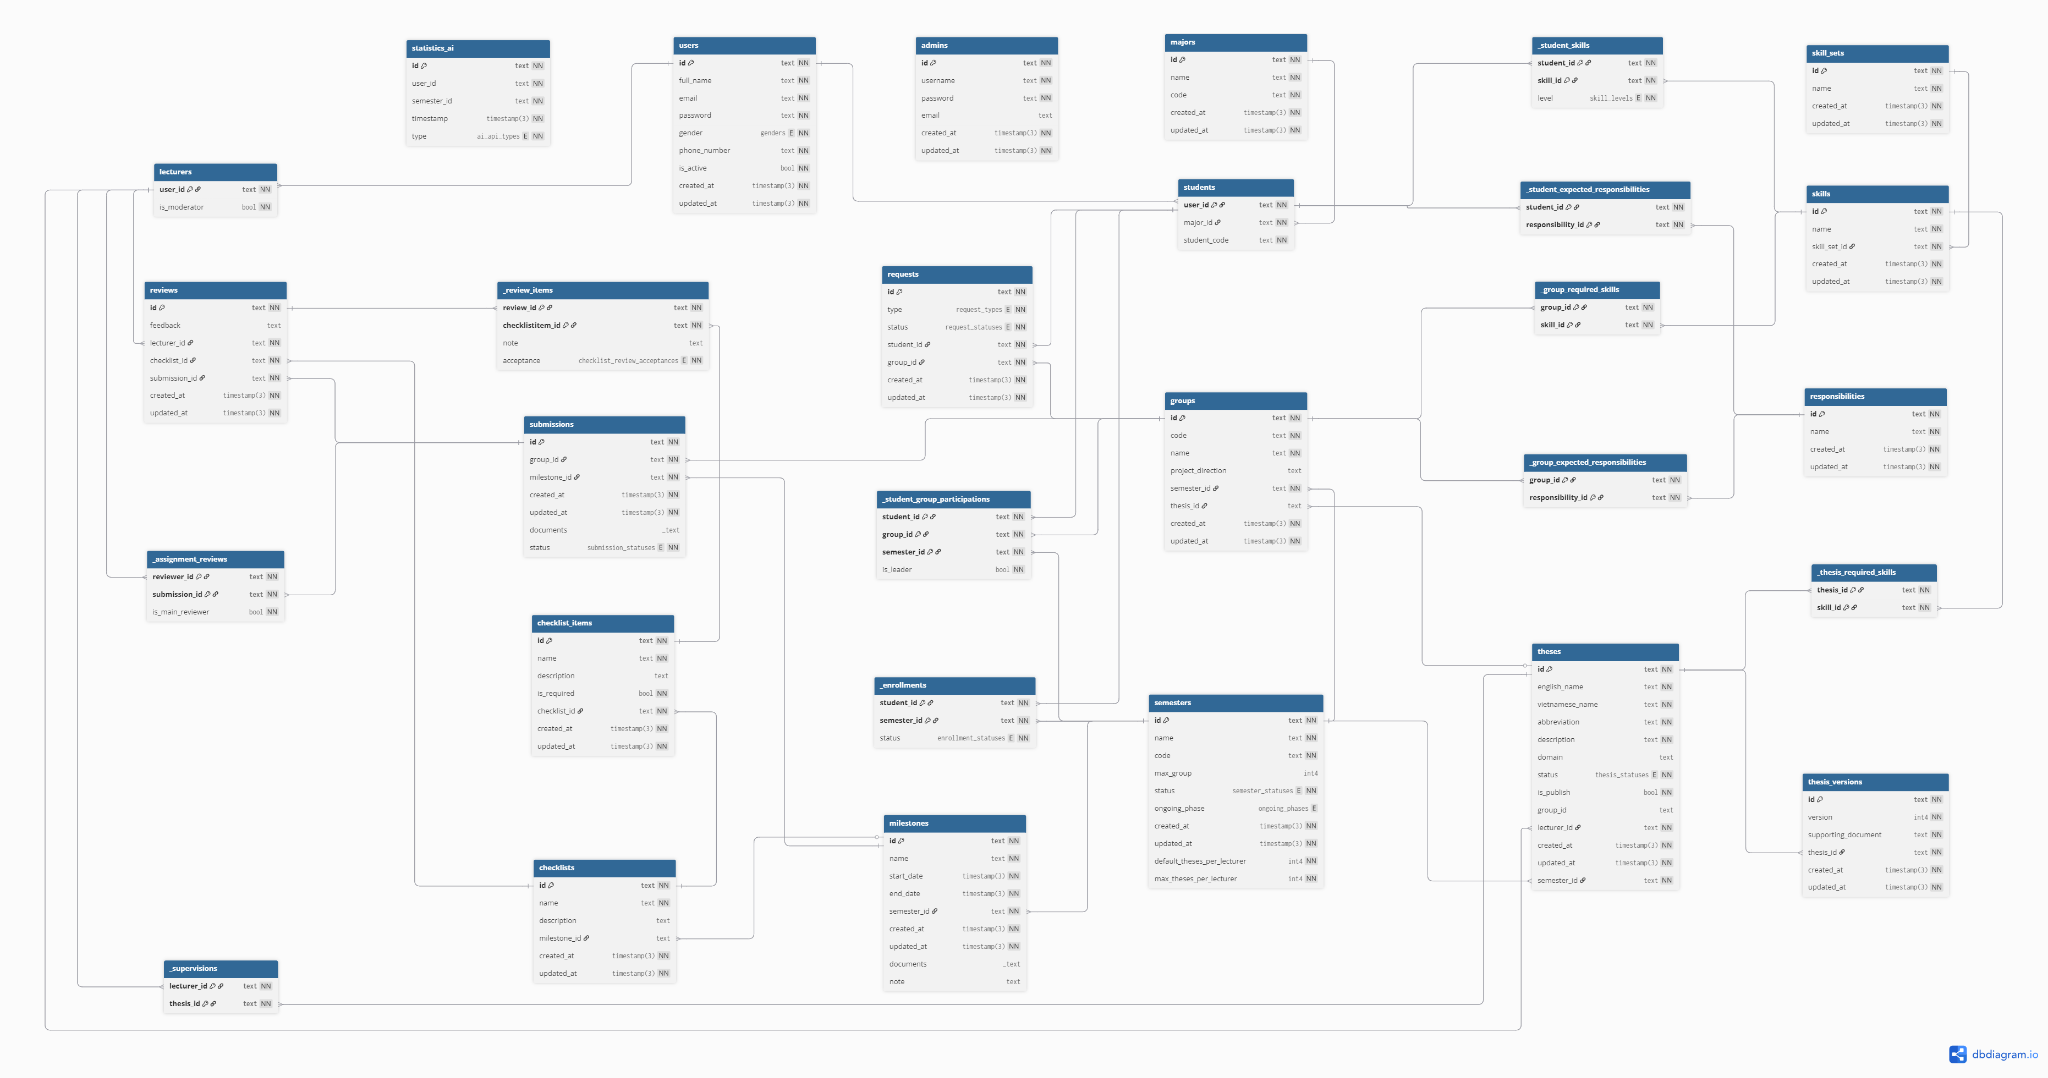 statistics_ai
id text NN
user_id text NN
semester_id text NN
timestamp timestamp(3) NN
type ai_api_types E NN
users
id text NN
full_name text NN
email text NN
password text NN
gender genders E NN
phone_number text NN
is_active bool NN
created_at timestamp(3) NN
updated_at timestamp(3) NN
admins
id text NN
username text NN
password text NN
email text
created_at timestamp(3) NN
updated_at timestamp(3) NN
majors
id text NN
name text NN
code text NN
created_at timestamp(3) NN
updated_at timestamp(3) NN
_student_skills
student_id text NN
skill_id text NN
level skill_levels E NN
skill_sets
id text NN
name text NN
created_at timestamp(3) NN
updated_at timestamp(3) NN
lecturers
user_id text NN
is_moderator bool NN
students
user_id text NN
major_id text NN
student_code text NN
_student_expected_responsibilities
student_id text NN
responsibility_id text NN
skills
id text NN
name text NN
skill_set_id text NN
created_at timestamp(3) NN
updated_at timestamp(3) NN
reviews
id text NN
feedback text
lecturer_id text NN
checklist_id text NN
submission_id text NN
created_at timestamp(3) NN
updated_at timestamp(3) NN
_review_items
review_id text NN
checklistitem_id text NN
note text
acceptance checklist_review_acceptances E NN
requests
id text NN
type request_types E NN
status request_statuses E NN
student_id text NN
group_id text NN
created_at timestamp(3) NN
updated_at timestamp(3) NN
_group_required_skills
group_id text NN
skill_id text NN
submissions
id text NN
group_id text NN
milestone_id text NN
created_at timestamp(3) NN
updated_at timestamp(3) NN
documents _text
status submission_statuses E NN
groups
id text NN
code text NN
name text NN
project_direction text
semester_id text NN
thesis_id text
created_at timestamp(3) NN
updated_at timestamp(3) NN
responsibilities
id text NN
name text NN
created_at timestamp(3) NN
updated_at timestamp(3) NN
_group_expected_responsibilities
group_id text NN
responsibility_id text NN
_student_group_participations
student_id text NN
group_id text NN
semester_id text NN
is_leader bool NN
_assignment_reviews
reviewer_id text NN
submission_id text NN
is_main_reviewer bool NN
_thesis_required_skills
thesis_id text NN
skill_id text NN
checklist_items
id text NN
name text NN
description text
is_required bool NN
checklist_id text NN
created_at timestamp(3) NN
updated_at timestamp(3) NN
_enrollments
student_id text NN
semester_id text NN
status enrollment_statuses E NN
semesters
id text NN
name text NN
code text NN
max_group int4
status semester_statuses E NN
ongoing_phase ongoing_phases E
created_at timestamp(3) NN
updated_at timestamp(3) NN
default_theses_per_lecturer int4 NN
max_theses_per_lecturer int4 NN
theses
id text NN
english_name text NN
vietnamese_name text NN
abbreviation text NN
description text NN
domain text
status thesis_statuses E NN
is_publish bool NN
group_id text
lecturer_id text NN
created_at timestamp(3) NN
updated_at timestamp(3) NN
semester_id text NN
thesis_versions
id text NN
version int4 NN
supporting_document text NN
thesis_id text NN
created_at timestamp(3) NN
updated_at timestamp(3) NN
milestones
id text NN
name text NN
start_date timestamp(3) NN
end_date timestamp(3) NN
semester_id text NN
created_at timestamp(3) NN
updated_at timestamp(3) NN
documents _text
note text
checklists
id text NN
name text NN
description text
milestone_id text
created_at timestamp(3) NN
updated_at timestamp(3) NN
_supervisions
lecturer_id text NN
thesis_id text NN
dbdiagram.io